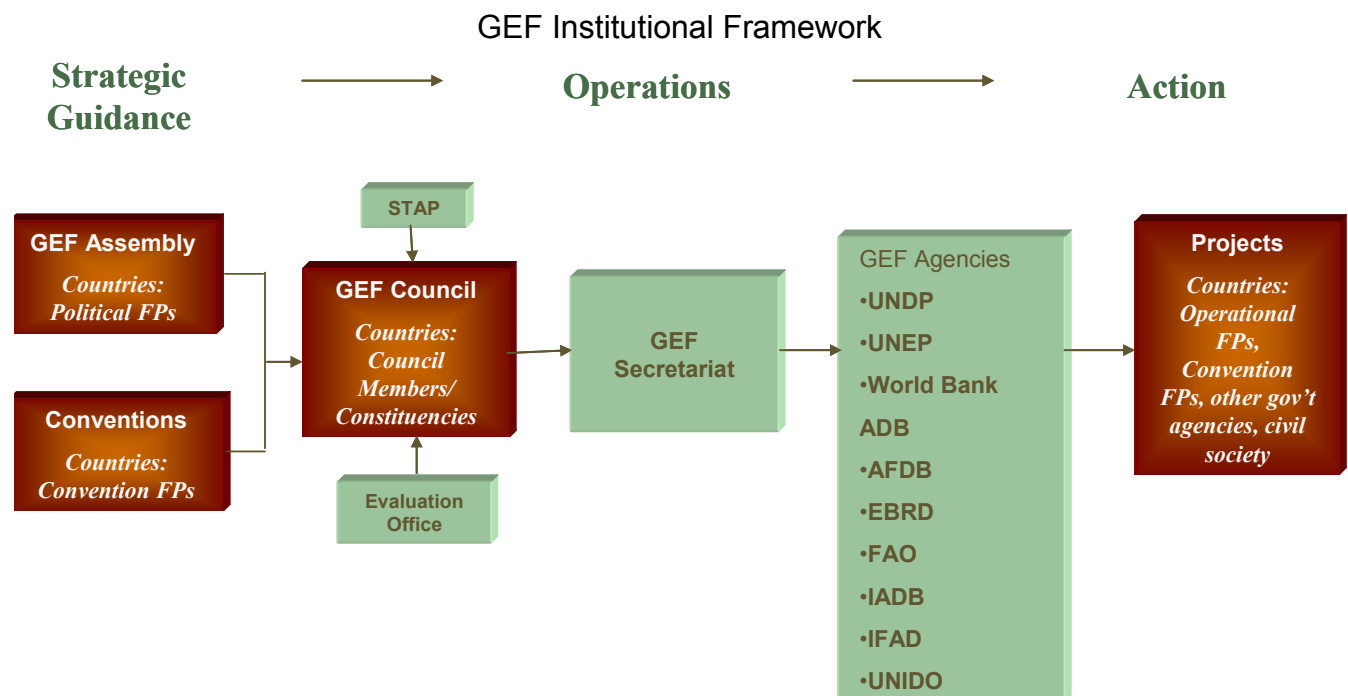 GEF Institutional Framework
Strategic
Guidance
Operations
Action
STAP
GEF Assembly
Countries:
Political FPs
Conventions
Countries:
Convention FPs
GEF Council
Countries:
Council
Members/
Constituencies
Evaluation
Office
GEF
Secretariat
GEF Agencies
•UNDP
•UNEP
•World Bank
ADB
•AFDB
•EBRD
•FAO
•IADB
•IFAD
•UNIDO
Projects
Countries:
Operational
FPs,
Convention
FPs, other gov’t
agencies, civil
society